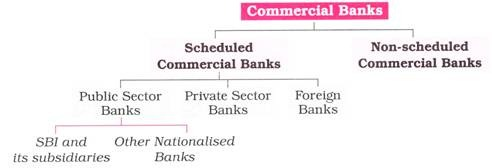 Commercial Banks
Scheduled
Commercial Banks
Non-scheduled
Commercial Banks
Public Sector
Banks
Private Sector
Banks
Foreign
Banks
SBI and
its subsidiaries
Other Nationalised
Banks